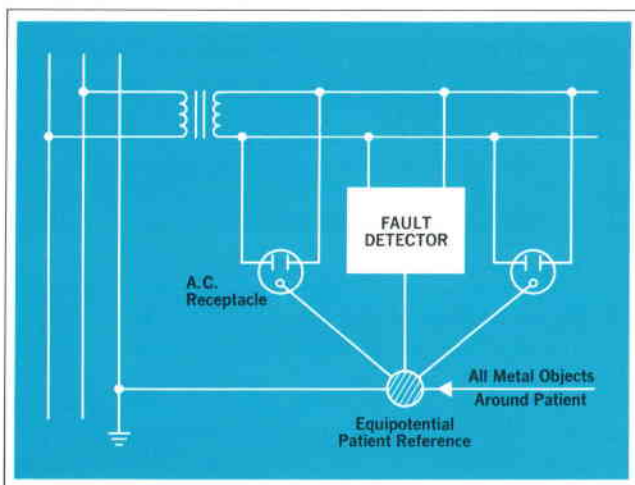 FAULT
DETECTOR
A.C.
Receptacle
All Metal Objects
Around Patient
Equipotential
Patient Reference